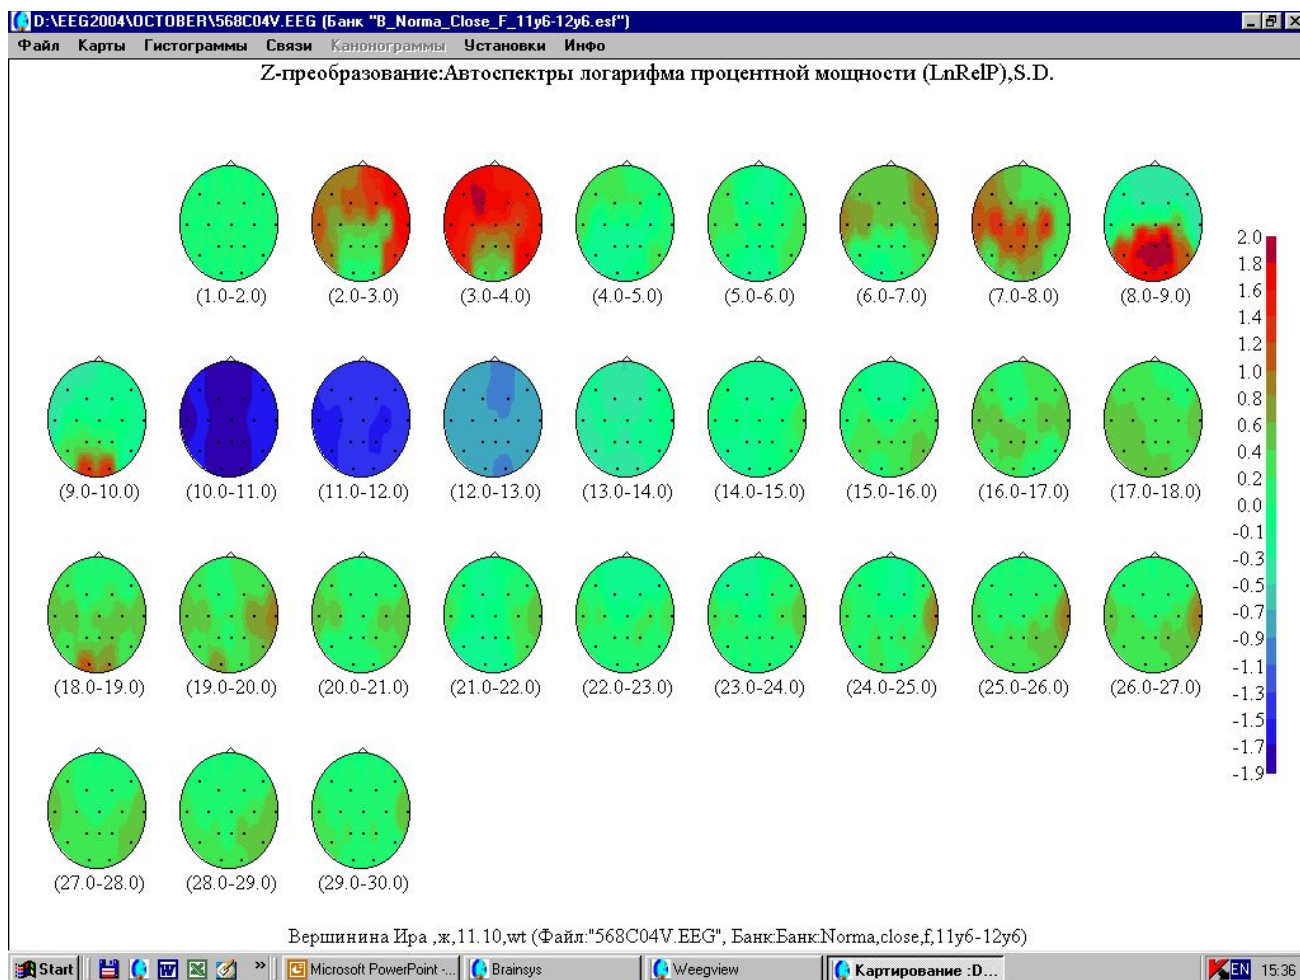 D:\EEG2004\OCTOBER\568C04V.EEG (Банк "B_Norma_Close_F_11y6-12y6.esf")
Файл Карты Гистограммы Связи Канонограммы Установки Инфо
Z-преобразование:Автоспектры логарифма процентной мощности (LnRelP),S.D.
(1.0-2.0) (2.0-3.0) (3.0-4.0) (4.0-5.0) (5.0-6.0) (6.0-7.0) (7.0-8.0) (8.0-9.0)
(9.0-10.0) (10.0-11.0) (11.0-12.0) (12.0-13.0) (13.0-14.0) (14.0-15.0) (15.0-16.0) (16.0-17.0) (17.0-18.0)
(18.0-19.0) (19.0-20.0) (20.0-21.0) (21.0-22.0) (22.0-23.0) (23.0-24.0) (24.0-25.0) (25.0-26.0) (26.0-27.0)
(27.0-28.0) (28.0-29.0) (29.0-30.0)
2.0
1.8
1.6
1.4
1.2
1.0
0.8
0.6
0.4
0.2
0.0
-0.1
-0.3
-0.5
-0.7
-0.9
-1.1
-1.3
-1.5
-1.7
-1.9
Вершинина Ира ,ж,11.10,wt (Файл:"568C04V.EEG", Банк:Банк:Norma,close,f,11y6-12y6)
Start » Microsoft PowerPoint -... Brainsys Weegview Картирование :D... EN 15:36